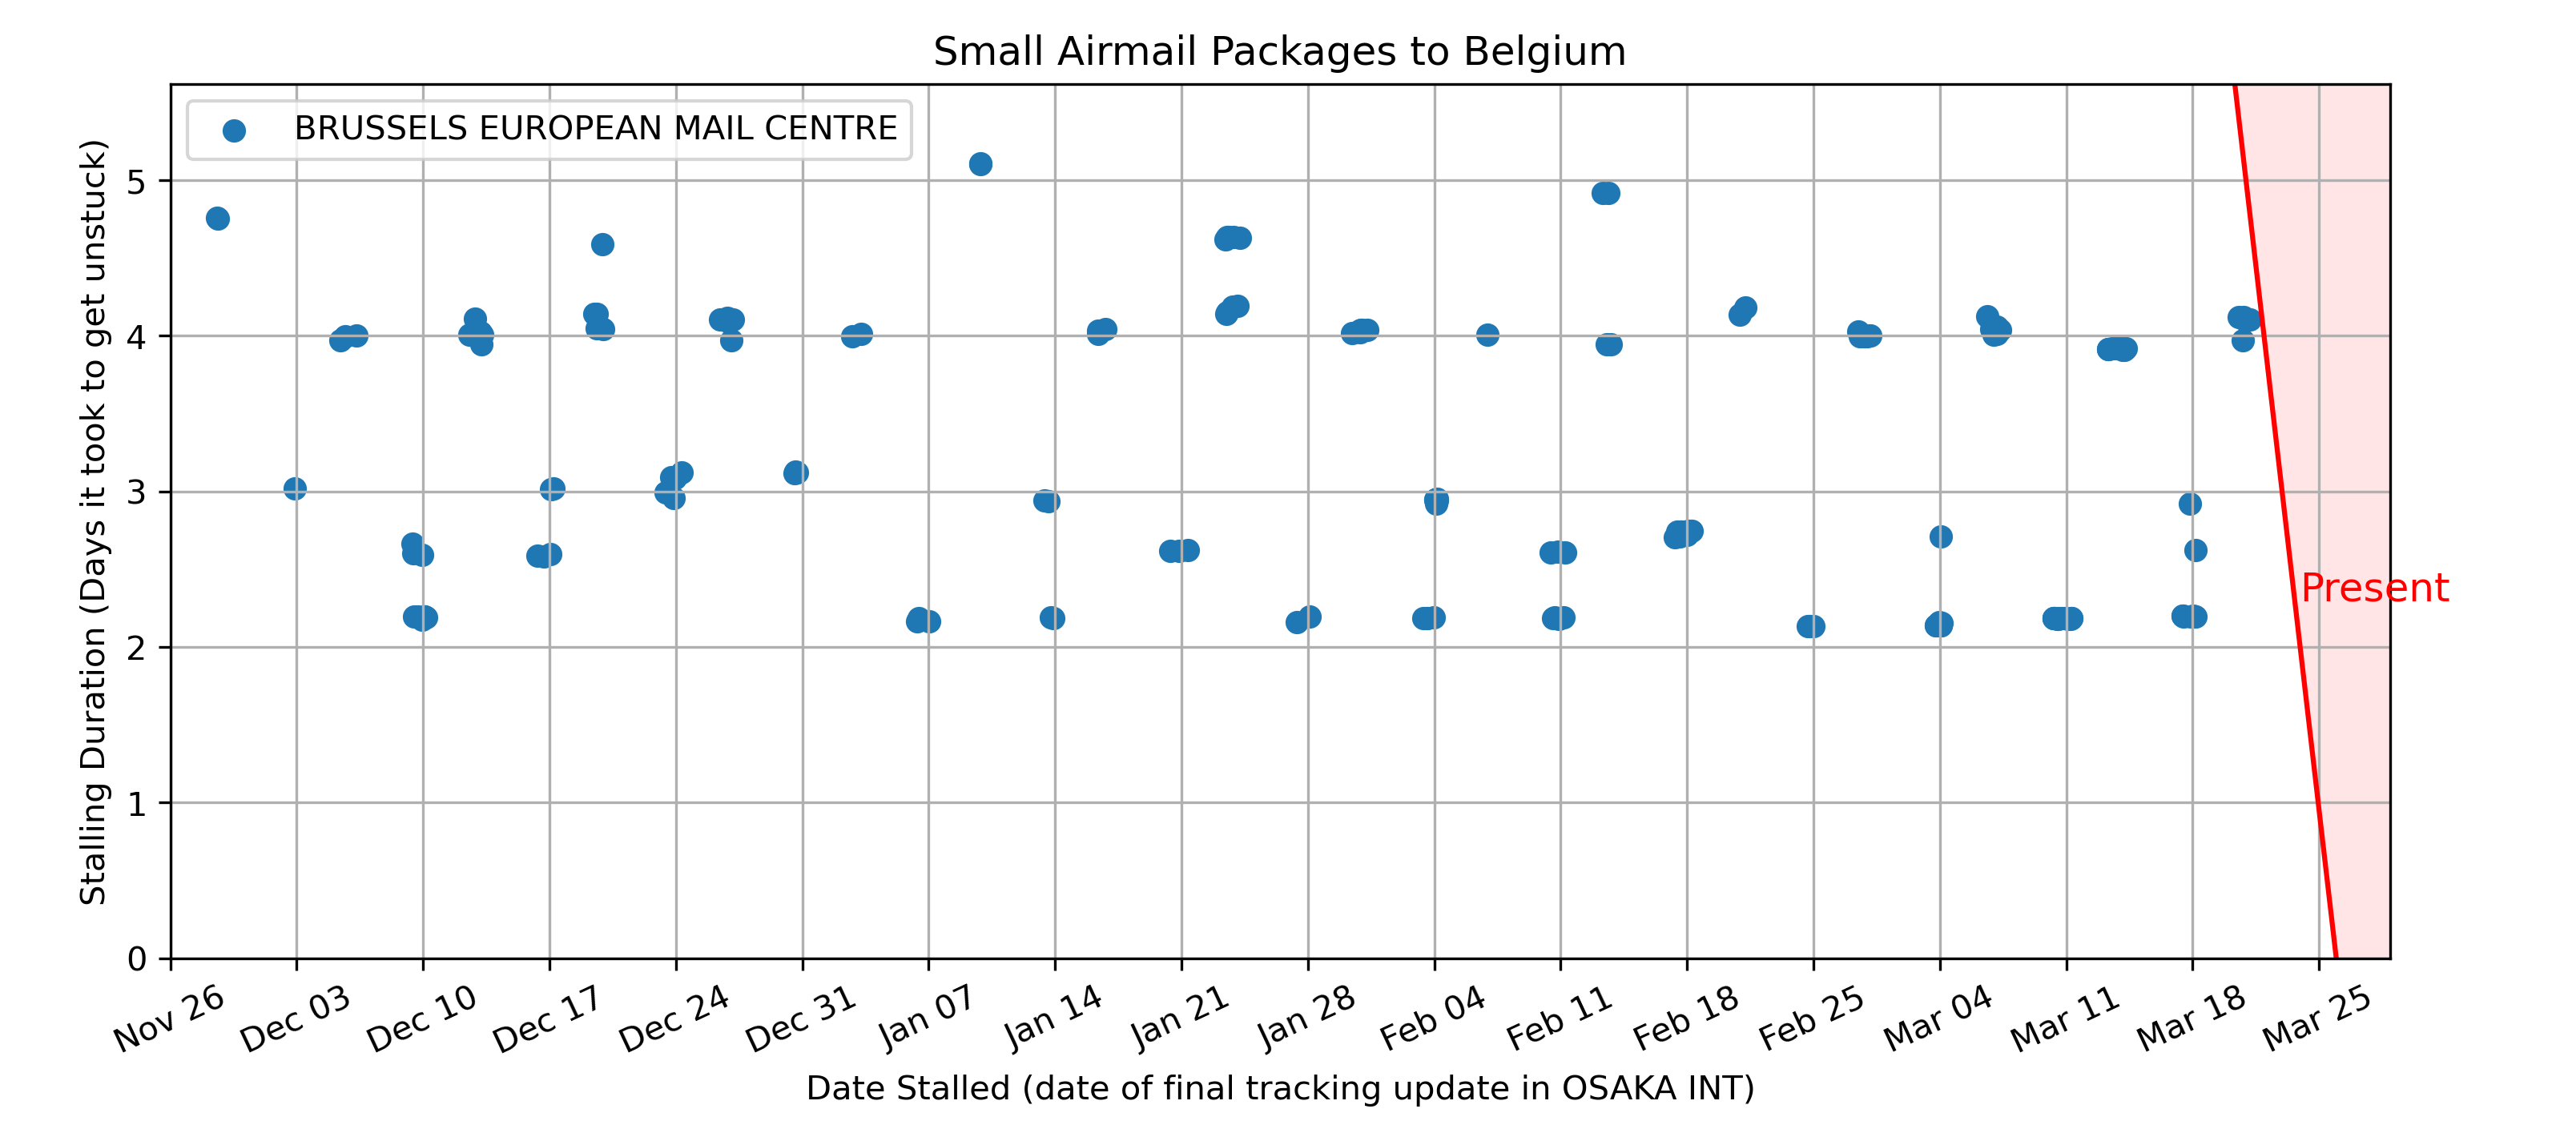 Small Airmail Packages to Belgium
BRUSSELS EUROPEAN MAIL CENTRE
Stalling Duration (Days it took to get unstuck)
5
4
3
2
1
0
Present
Nov 26
Dec 03
Dec 10
Dec 17
Dec 24
Dec 31
Jan 07
Jan 14
Jan 21
Jan 28
Feb 04
Feb 11
Feb 18
Feb 25
Mar 04
Mar 11
Mar 18
Mar 25
Date Stalled (date of final tracking update in OSAKA INT)